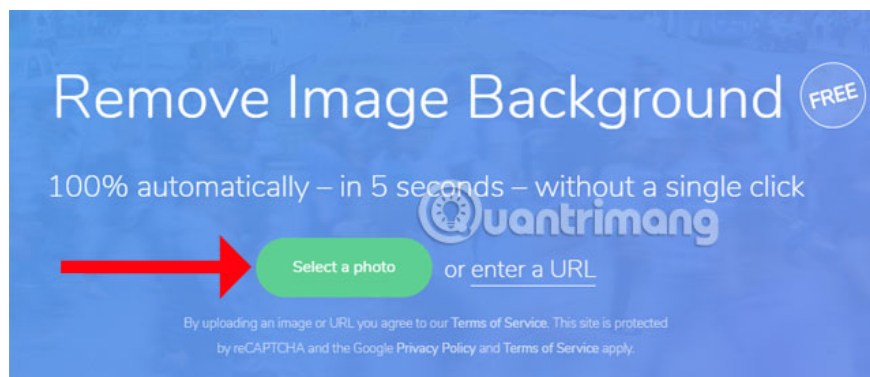 Remove Image Background
FREE
100% automatically – in 5 seconds – without a single click
Quantrimang
Select a photo or enter a URL
By uploading an image or URL you agree to our Terms of Service. This site is protected
by reCAPTCHA and the Google Privacy Policy and Terms of Service apply.